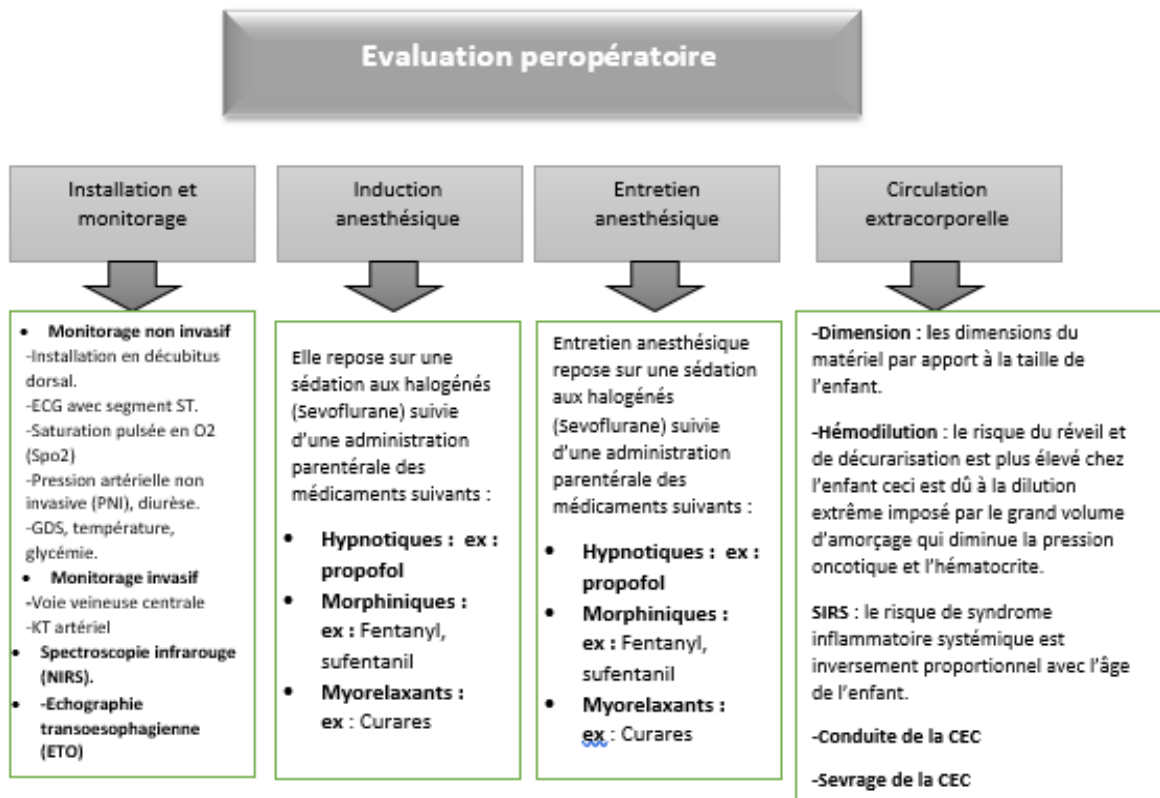 Evaluation peropératoire
Installation et
monitorage
Induction
anesthésique
Entretien
anesthésique
Circulation
extracorporelle
• Monitorage non invasif
-Installation en décubitus
dorsal.
-ECG avec segment ST.
-Saturation pulsée en O2
(Spo2)
-Pression artérielle non
invasive (PNI), diurèse.
-GDS, température,
glycémie.
• Monitorage invasif
-Voie veineuse centrale
-KT artériel
• Spectroscopie infrarouge
(NIRS).
• -Echographie
transoesophagienne
(ETO)
Elle repose sur une
sédation aux halogénés
(Sevoflurane) suivie
d’une administration
parentérale des
médicaments suivants :
• Hypnotiques : ex :
propofol
• Morphiniques :
ex : Fentanyl,
sufentanil
• Myorelaxants :
ex : Curares
Entretien anesthésique
repose sur une sédation
aux halogénés
(Sevoflurane) suivie
d’une administration
parentérale des
médicaments suivants :
• Hypnotiques : ex :
propofol
• Morphiniques :
ex : Fentanyl,
sufentanil
• Myorelaxants :
ex : Curares
-Dimension : les dimensions du
matériel par apport à la taille de
l’enfant.
-Hémodilution : le risque du réveil et
de décurarisation est plus élevé chez
l’enfant ceci est dû à la dilution
extrême imposé par le grand volume
d’amorçage qui diminue la pression
oncotique et l’hématocrite.
SIRS : le risque de syndrome
inflammatoire systémique est
inversement proportionnel avec l’âge
de l’enfant.
-Conduite de la CEC
-Sevrage de la CEC